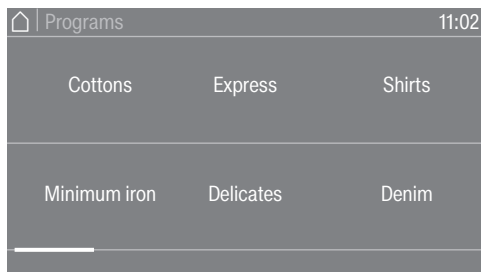 Programs 11:02
Cottons Express Shirts
Minimum iron Delicates Denim